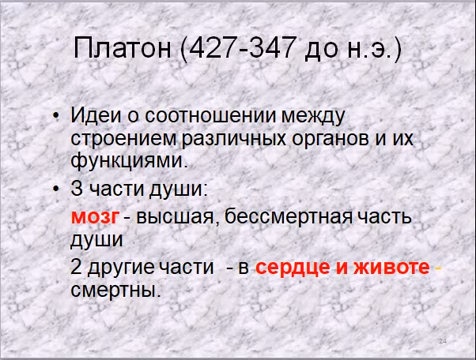 Платон (427-347 до н.э.)
• Идеи о соотношении между
строением различных органов и их
функциями.
• 3 части души:
мозг - высшая, бессмертная часть
души
2 другие части - в сердце и животе -
смертны.
24